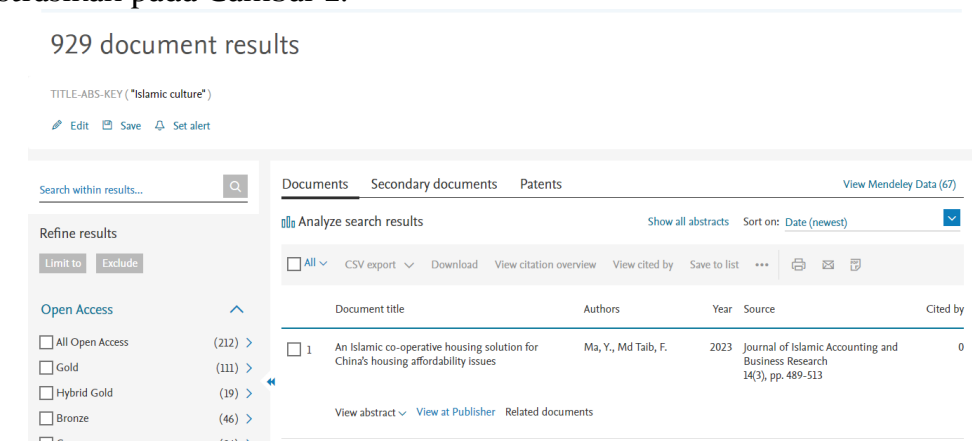 929 document results
TITLE-ABS-KEY ( "Islamic culture" )
Edit Save Set alert
Search within results...
Refine results
Limit to Exclude
Open Access
All Open Access (212)
Gold (111)
Hybrid Gold (19)
Bronze (46)
Documents Secondary documents Patents View Mendeley Data (67)
Analyze search results Show all abstracts Sort on: Date (newest)
All CSV export Download View citation overview View cited by Save to list
Document title Authors Year Source Cited by
1 An Islamic co-operative housing solution for Ma, Y., Md Taib, F. 2023 Journal of Islamic Accounting and 0
China's housing affordability issues Business Research
14(3), pp. 489-513
View abstract View at Publisher Related documents